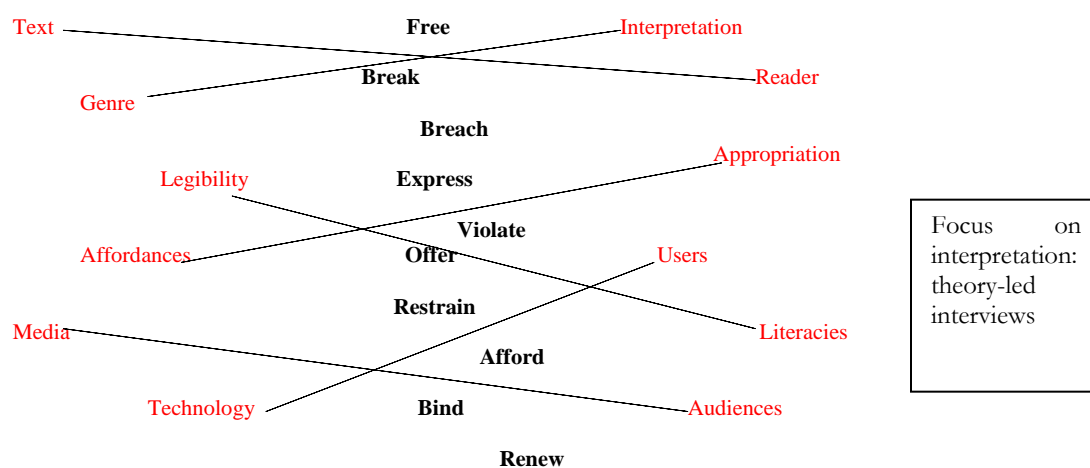 Text Free Interpretation
Break Reader
Genre
Breach
Appropriation
Legibility Express
Violate
Affordances Offer Users
Restrain
Media Literacies
Afford
Technology Bind Audiences
Renew
Focus on
interpretation:
theory-led
interviews